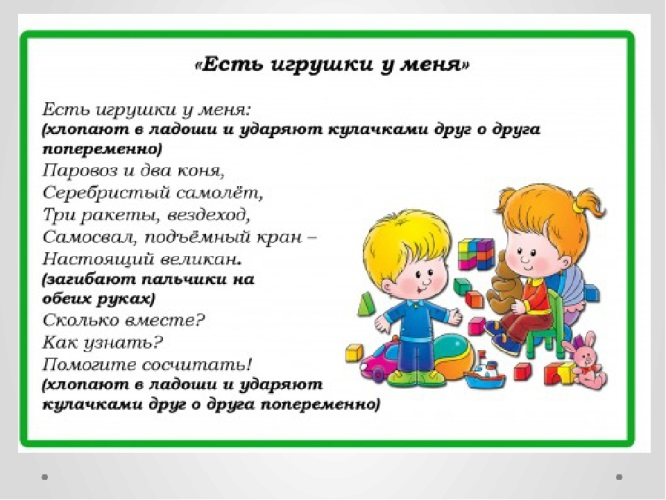 «Есть игрушки у меня»
Есть игрушки у меня:
(хлопают в ладоши и ударяют кулачками друг о друга
попеременно)
Паровоз и два коня,
Серебристый самолёт,
Три ракеты, вездеход,
Самосвал, подъёмный кран –
Настоящий великан.
(загибают пальчики на
обеих руках)
Сколько вместе?
Как узнать?
Помогите сосчитать!
(хлопают в ладоши и ударяют
кулачками друг о друга попеременно)